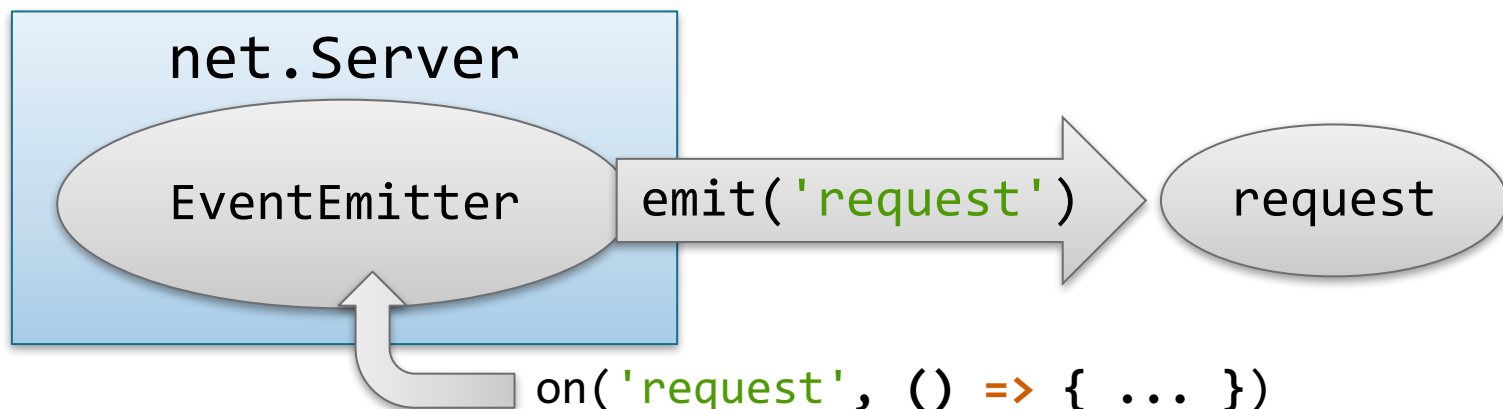 net.Server
EventEmitter
emit('request')
request
on('request', () => { ... })